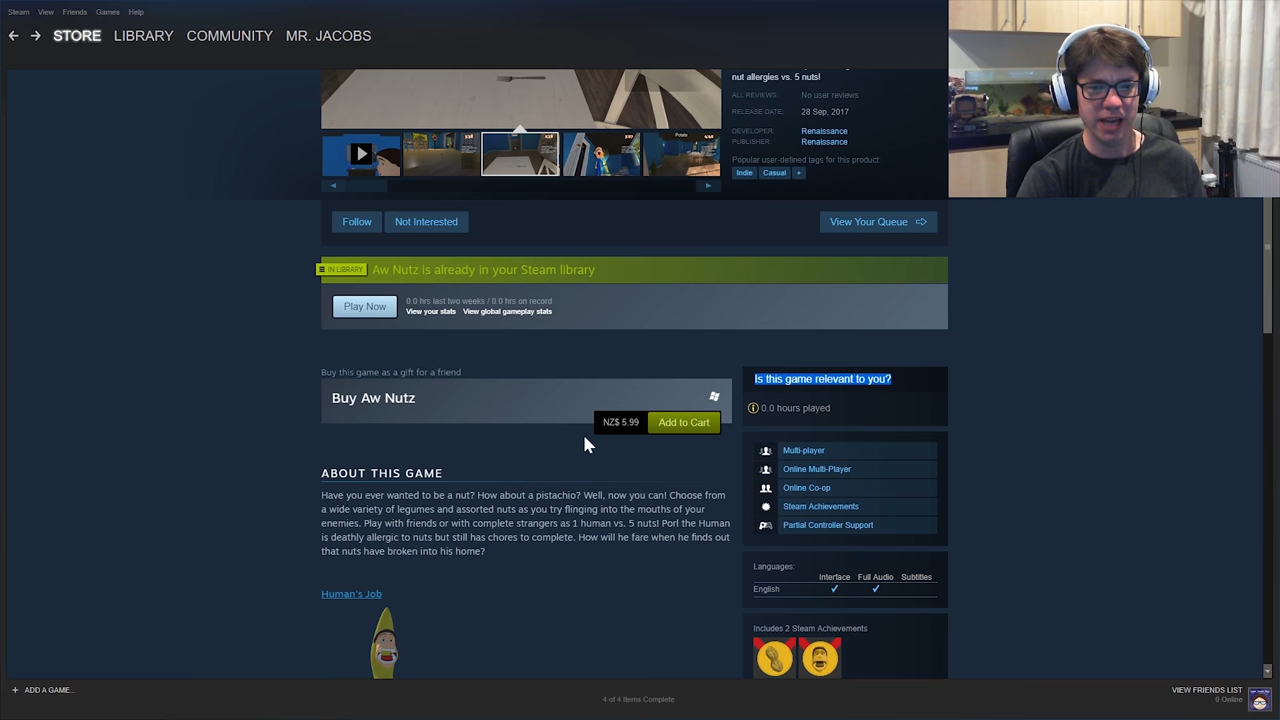 Steam View Friends Games Help
STORE LIBRARY COMMUNITY MR. JACOBS
nut allergies vs. 5 nuts!
ALL REVIEWS: No user reviews
RELEASE DATE: 28 Sep, 2017
DEVELOPER: Renaissance
PUBLISHER: Renaissance
Popular user-defined tags for this product:
Indie Casual +
Potato
Follow Not Interested View Your Queue
IN LIBRARY Aw Nutz is already in your Steam library
Play Now
0.0 hrs last two weeks / 0.0 hrs on record
View your stats View global gameplay stats
Buy this game as a gift for a friend
Buy Aw Nutz
NZ$ 5.99 Add to Cart
Is this game relevant to you?
0.0 hours played
Multi-player
Online Multi-Player
Online Co-op
Steam Achievements
Partial Controller Support
ABOUT THIS GAME
Have you ever wanted to be a nut? How about a pistachio? Well, now you can! Choose from
a wide variety of legumes and assorted nuts as you try flinging into the mouths of your
enemies. Play with friends or with complete strangers as 1 human vs. 5 nuts! Porl the Human
is deathly allergic to nuts but still has chores to complete. How will he fare when he finds out
that nuts have broken into his home?
Human's Job
Languages:
Interface Full Audio Subtitles
English ✔ ✔
Includes 2 Steam Achievements
+ ADD A GAME...
4 of 4 Items Complete
VIEW FRIENDS LIST
0 Online